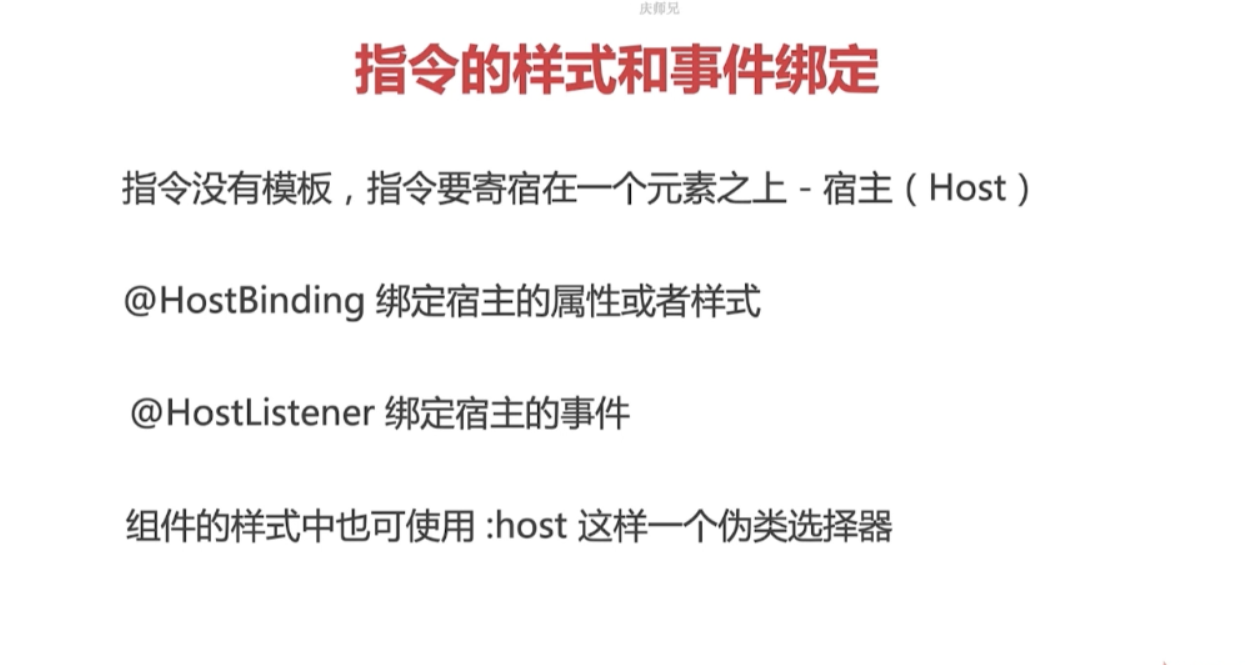 庆师兄
指令的样式和事件绑定
指令没有模板，指令要寄宿在一个元素之上 - 宿主（Host）
@HostBinding 绑定宿主的属性或者样式
@HostListener 绑定宿主的事件
组件的样式中也可使用 :host 这样一个伪类选择器